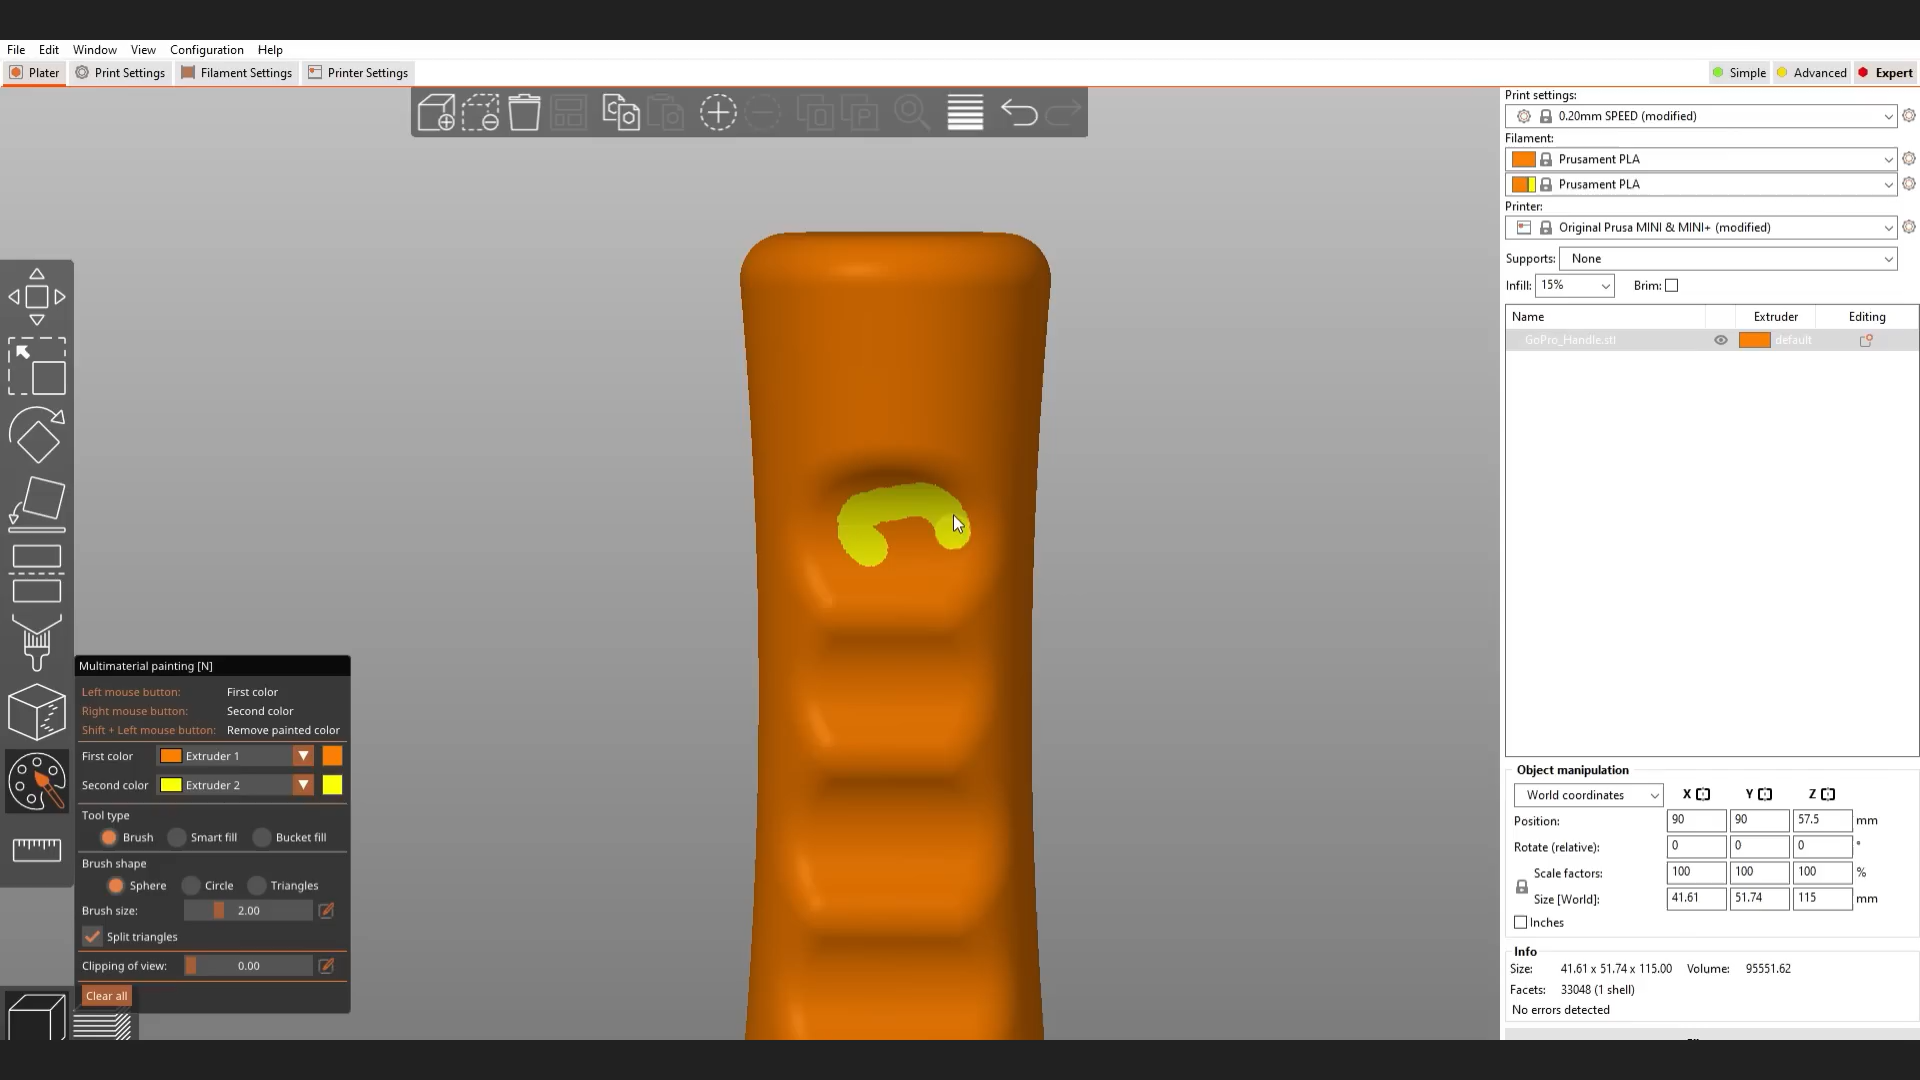 File Edit Window View Configuration Help
Plater Print Settings Filament Settings Printer Settings Simple Advanced Expert
Print settings:
0.20mm SPEED (modified)
Filament:
Prusament PLA
Prusament PLA
Printer:
Original Prusa MINI & MINI+ (modified)
Supports: None
Infill: 15% Brim:
Name Extruder Editing
GoPro_Handle.stl default
Multimaterial painting [N]
Left mouse button: First color
Right mouse button: Second color
Shift + Left mouse button: Remove painted color
First color Extruder 1
Second color Extruder 2
Tool type
Brush Smart fill Bucket fill
Brush shape
Sphere Circle Triangles
Brush size: 2.00
Split triangles
Clipping of view: 0.00
Clear all
Object manipulation
World coordinates X Y Z
Position: 90 90 57.5 mm
Rotate (relative): 0 0 0 °
Scale factors: 100 100 100 %
Size [World]: 41.61 51.74 115 mm
Inches
Info
Size: 41.61 x 51.74 x 115.00 Volume: 95551.62
Facets: 33048 (1 shell)
No errors detected